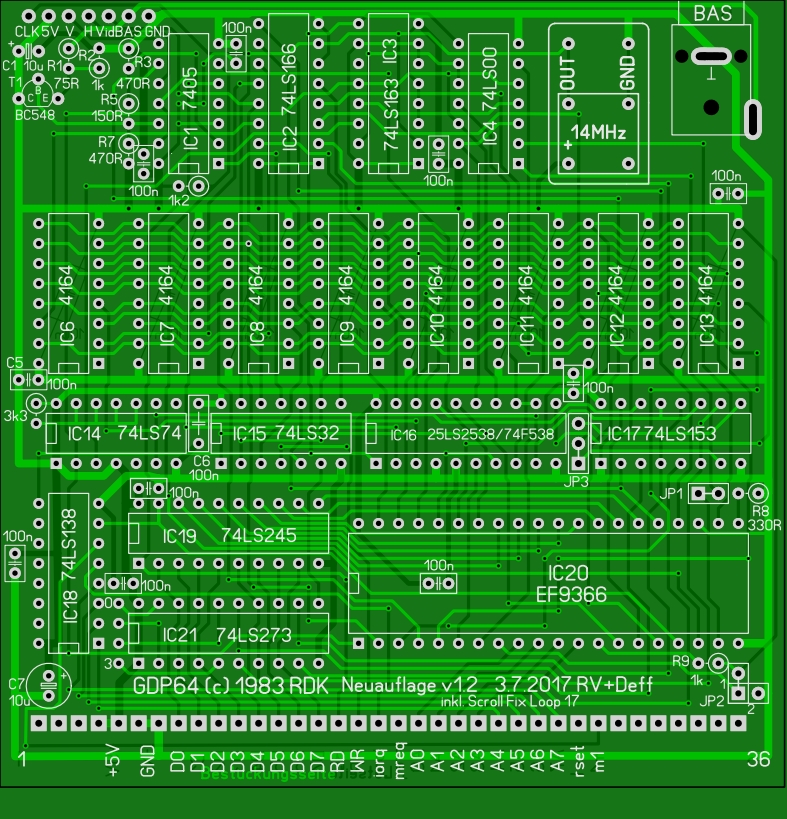 BAS
CLK 5V V H Vid BAS GND
100n
C1 10u R1 R2 R3
T1 75R 1k 470R
B
C E
BC548
R5
150R
R7
470R
100n
1k2
IC1 7405
IC2 74LS166
IC3
74LS163
IC4 74LS00
100n
OUT
GND
14MHz
+
100n
IC6 4164
IC7 4164
IC8 4164
IC9 4164
IC10 4164
IC11 4164
IC12 4164
IC13 4164
C5
100n
100n
3k3
IC14 74LS74
C6
100n
IC15 74LS32
IC16 25LS2538/74F538
JP3
IC17 74LS153
100n
JP1
R8
330R
IC18 74LS138
IC19 74LS245
100n
100n
100n
IC20
EF9366
0
IC21 74LS273
3
R9
1k
1
JP2
2
C7
+
10u
GDP64 (c) 1983 RDK Neuauflage v1.2 3.7.2017 RV+Deff
inkl. Scroll Fix Loop 17
1 +5V GND D0 D1 D2 D3 D4 D5 D6 D7 RD WR iorq mreq A0 A1 A2 A3 A4 A5 A6 A7 rset m1 36
Bestückungsseite